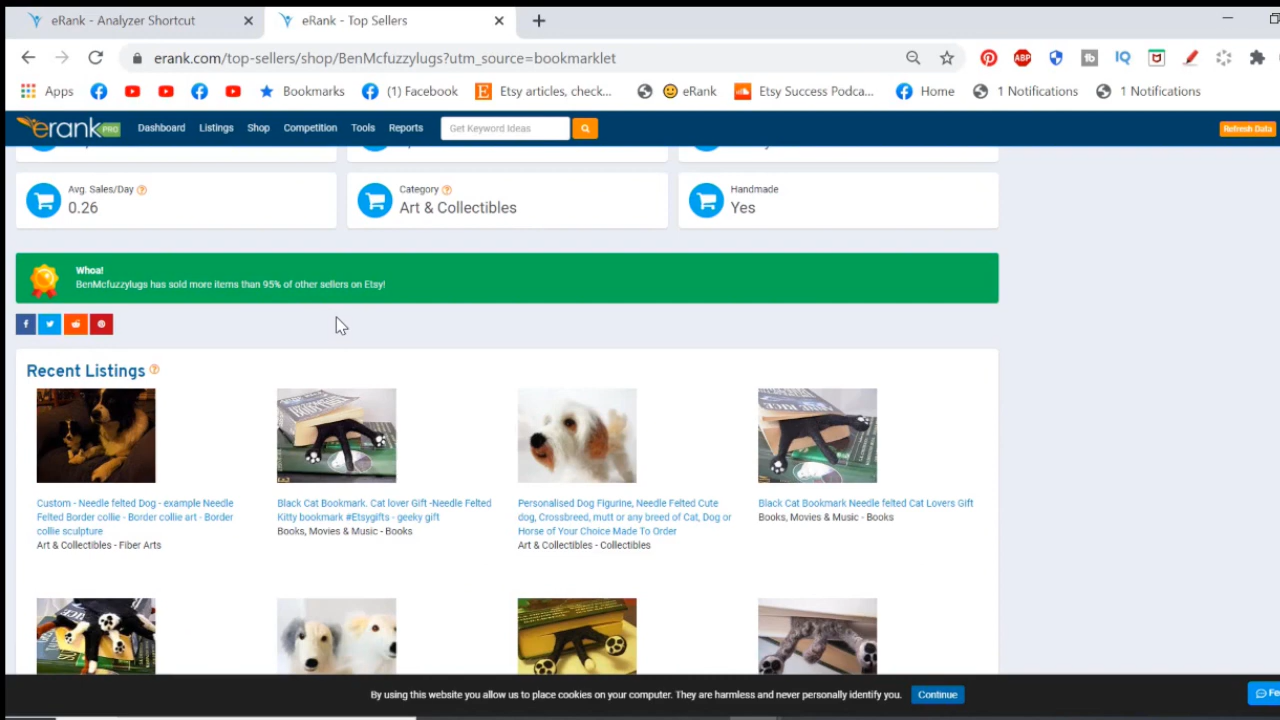 eRank - Analyzer Shortcut
eRank - Top Sellers
erank.com/top-sellers/shop/BenMcfuzzylugs?utm_source=bookmarklet
ABP
fb
IQ
Apps
Bookmarks
(1) Facebook
E
Etsy articles, check...
eRank
Etsy Success Podca...
Home
1 Notifications
1 Notifications
erank PRO
Dashboard
Listings
Shop
Competition
Tools
Reports
Get Keyword Ideas
Refresh Data
Avg. Sales/Day
0.26
Category
Art & Collectibles
Handmade
Yes
Whoa!
BenMcfuzzylugs has sold more items than 95% of other sellers on Etsy!
Recent Listings
Custom - Needle felted Dog - example Needle
Felted Border collie - Border collie art - Border
collie sculpture
Art & Collectibles - Fiber Arts
Black Cat Bookmark. Cat lover Gift -Needle Felted
Kitty bookmark #Etsygifts - geeky gift
Books, Movies & Music - Books
Personalised Dog Figurine, Needle Felted Cute
dog, Crossbreed, mutt or any breed of Cat, Dog or
Horse of Your Choice Made To Order
Art & Collectibles - Collectibles
Black Cat Bookmark Needle felted Cat Lovers Gift
Books, Movies & Music - Books
By using this website you allow us to place cookies on your computer. They are harmless and never personally identify you.
Continue
Fe